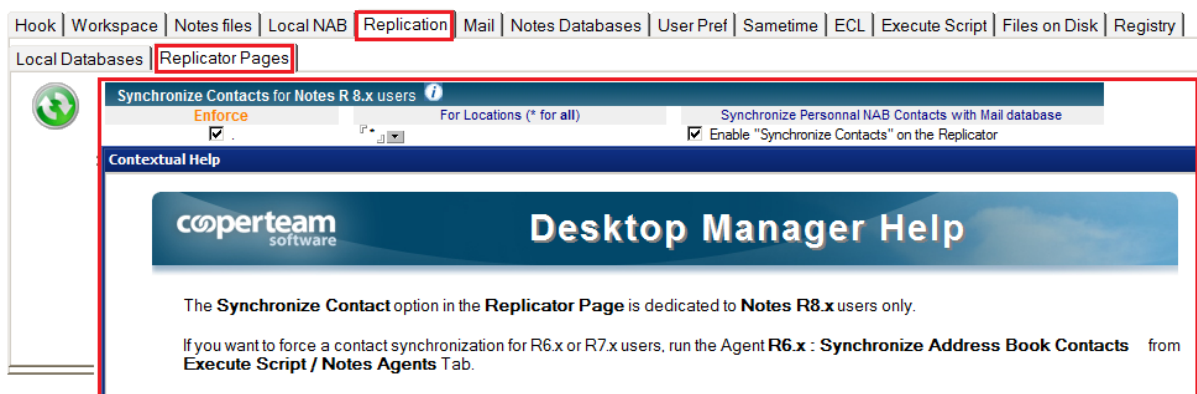 Hook Workspace Notes files Local NAB Replication Mail Notes Databases User Pref Sametime ECL Execute Script Files on Disk Registry
Local Databases Replicator Pages
Synchronize Contacts for Notes R 8.x users i
Enforce For Locations (* for all) Synchronize Personnal NAB Contacts with Mail database
. * Enable "Synchronize Contacts" on the Replicator
Contextual Help
cooperteam
software
Desktop Manager Help
The Synchronize Contact option in the Replicator Page is dedicated to Notes R8.x users only.
If you want to force a contact synchronization for R6.x or R7.x users, run the Agent R6.x : Synchronize Address Book Contacts from
Execute Script / Notes Agents Tab.